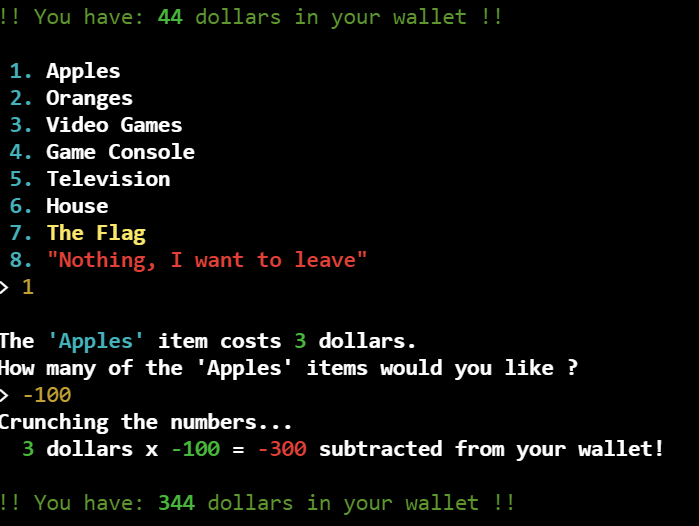 !! You have: 44 dollars in your wallet !!
1. Apples
2. Oranges
3. Video Games
4. Game Console
5. Television
6. House
7. The Flag
8. "Nothing, I want to leave"
> 1
The 'Apples' item costs 3 dollars.
How many of the 'Apples' items would you like ?
> -100
Crunching the numbers...
3 dollars x -100 = -300 subtracted from your wallet!
!! You have: 344 dollars in your wallet !!